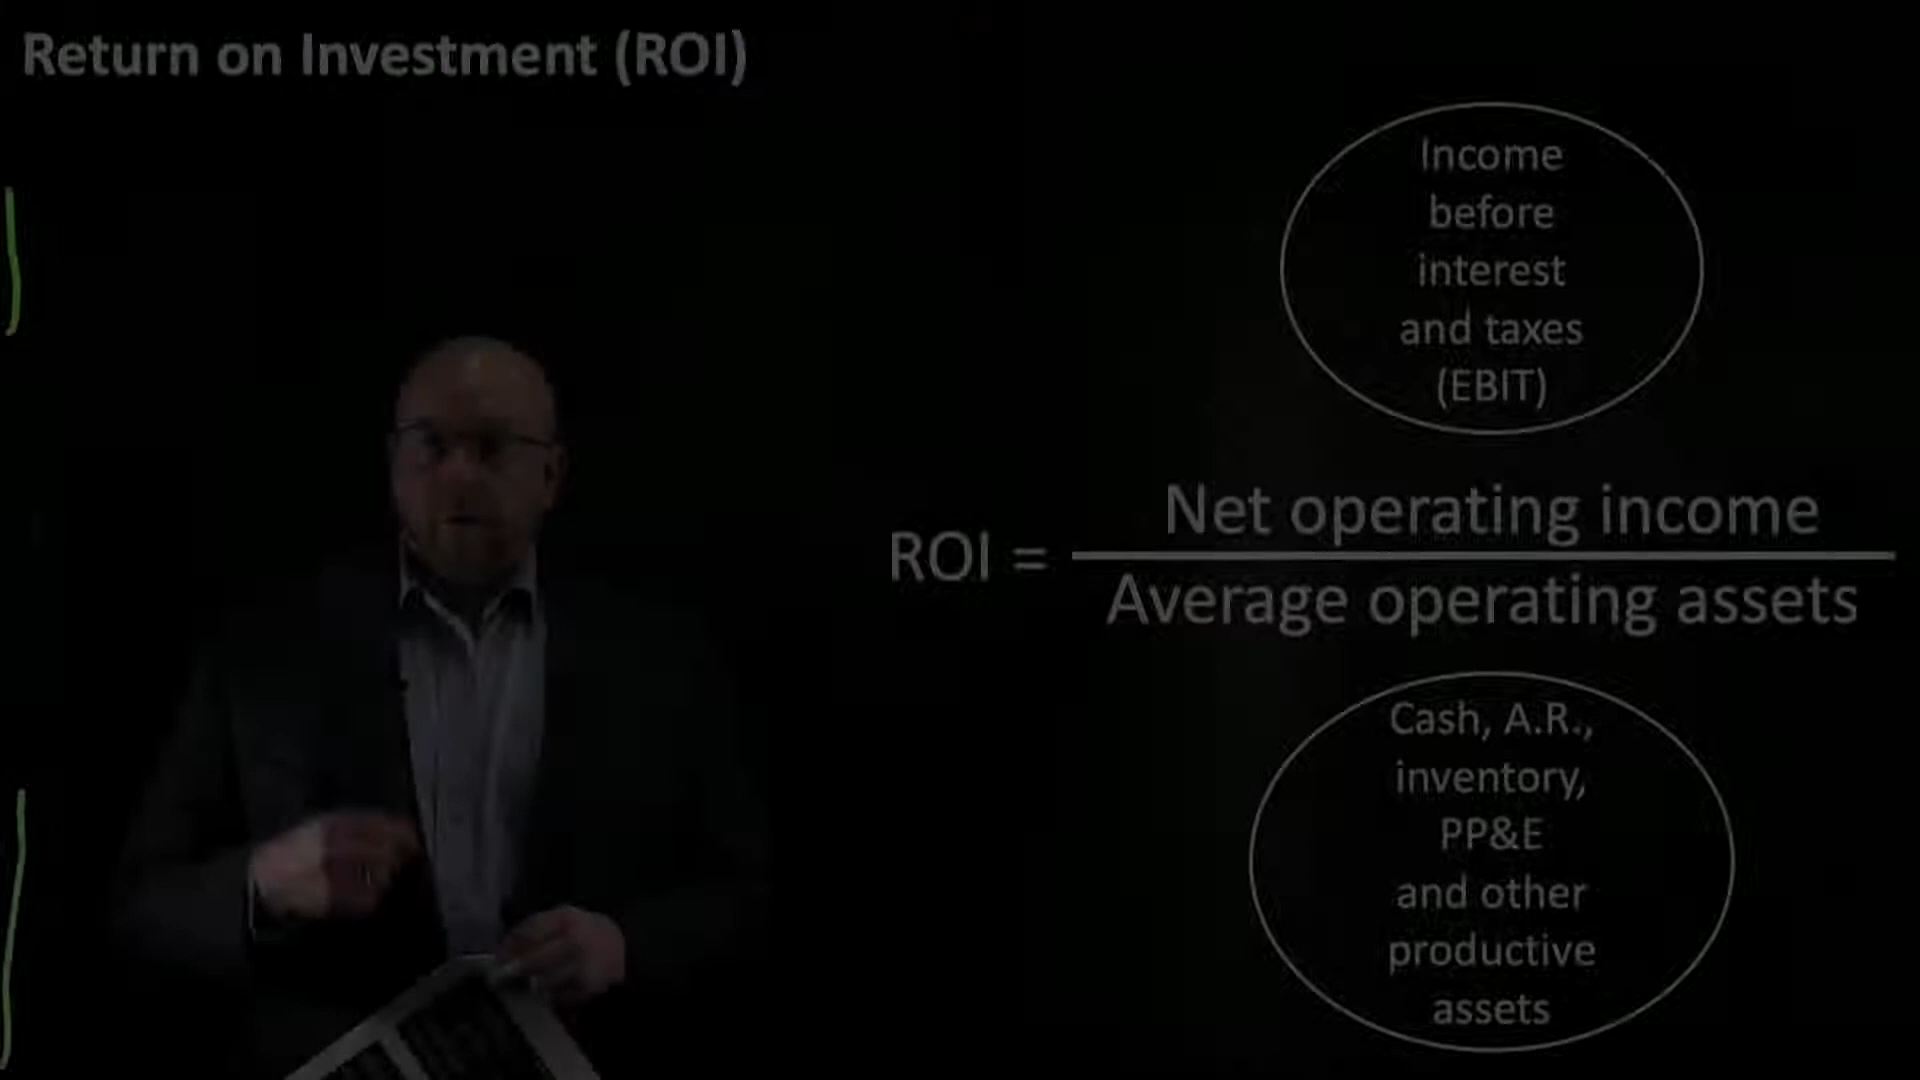 Return on Investment (ROI)
Income
before
interest
and taxes
(EBIT)
ROI =
Net operating income
Average operating assets
Cash, A.R.,
inventory,
PP&E
and other
productive
assets